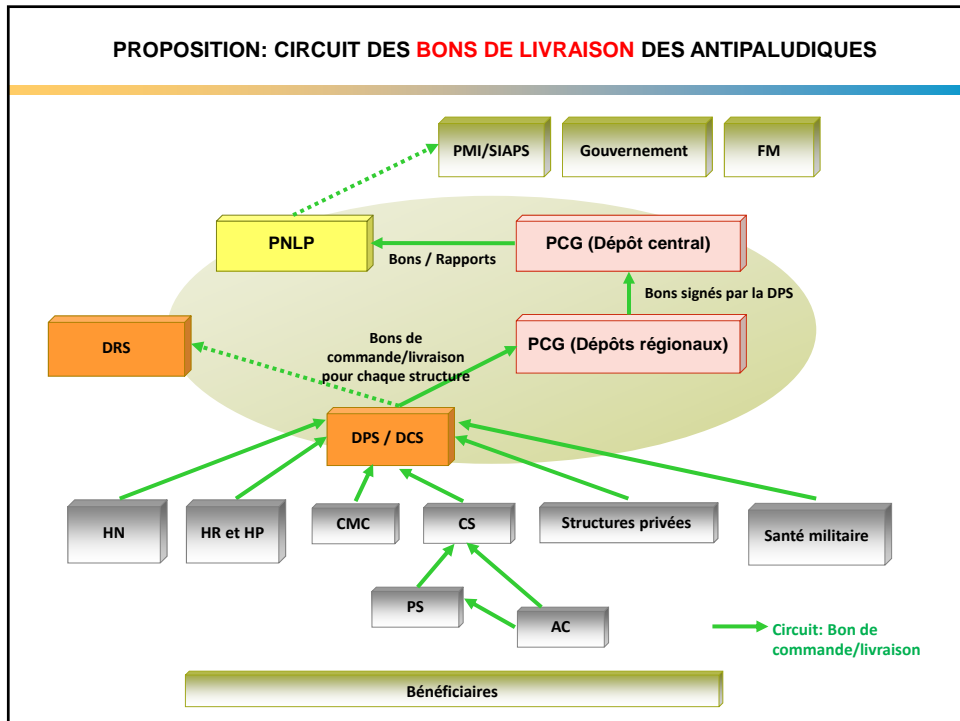 PROPOSITION: CIRCUIT DES BONS DE LIVRAISON DES ANTIPALUDIQUES
PMI/SIAPS
Gouvernement
FM
PNLP
PCG (Dépôt central)
Bons / Rapports
Bons signés par la DPS
DRS
Bons de
commande/livraison
pour chaque structure
PCG (Dépôts régionaux)
DPS / DCS
HN
HR et HP
CMC
CS
Structures privées
Santé militaire
PS
AC
Circuit: Bon de
commande/livraison
Bénéficiaires